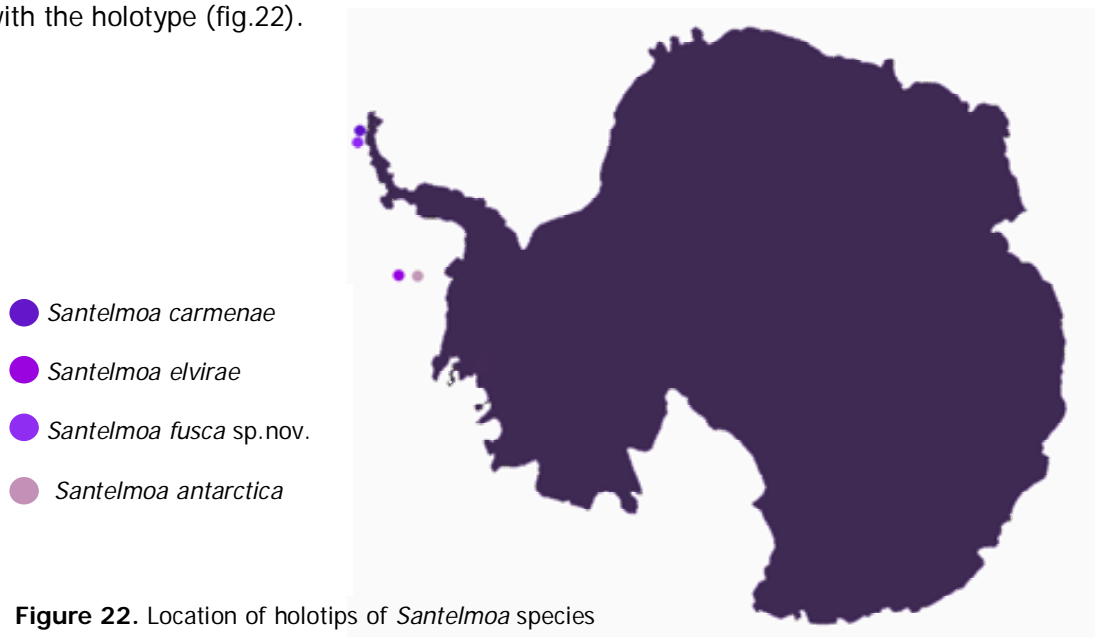 with the holotype (fig.22).
Santelmoa carmenae
Santelmoa elvirae
Santelmoa fusca sp.nov.
Santelmoa antarctica
Figure 22. Location of holotips of Santelmoa species